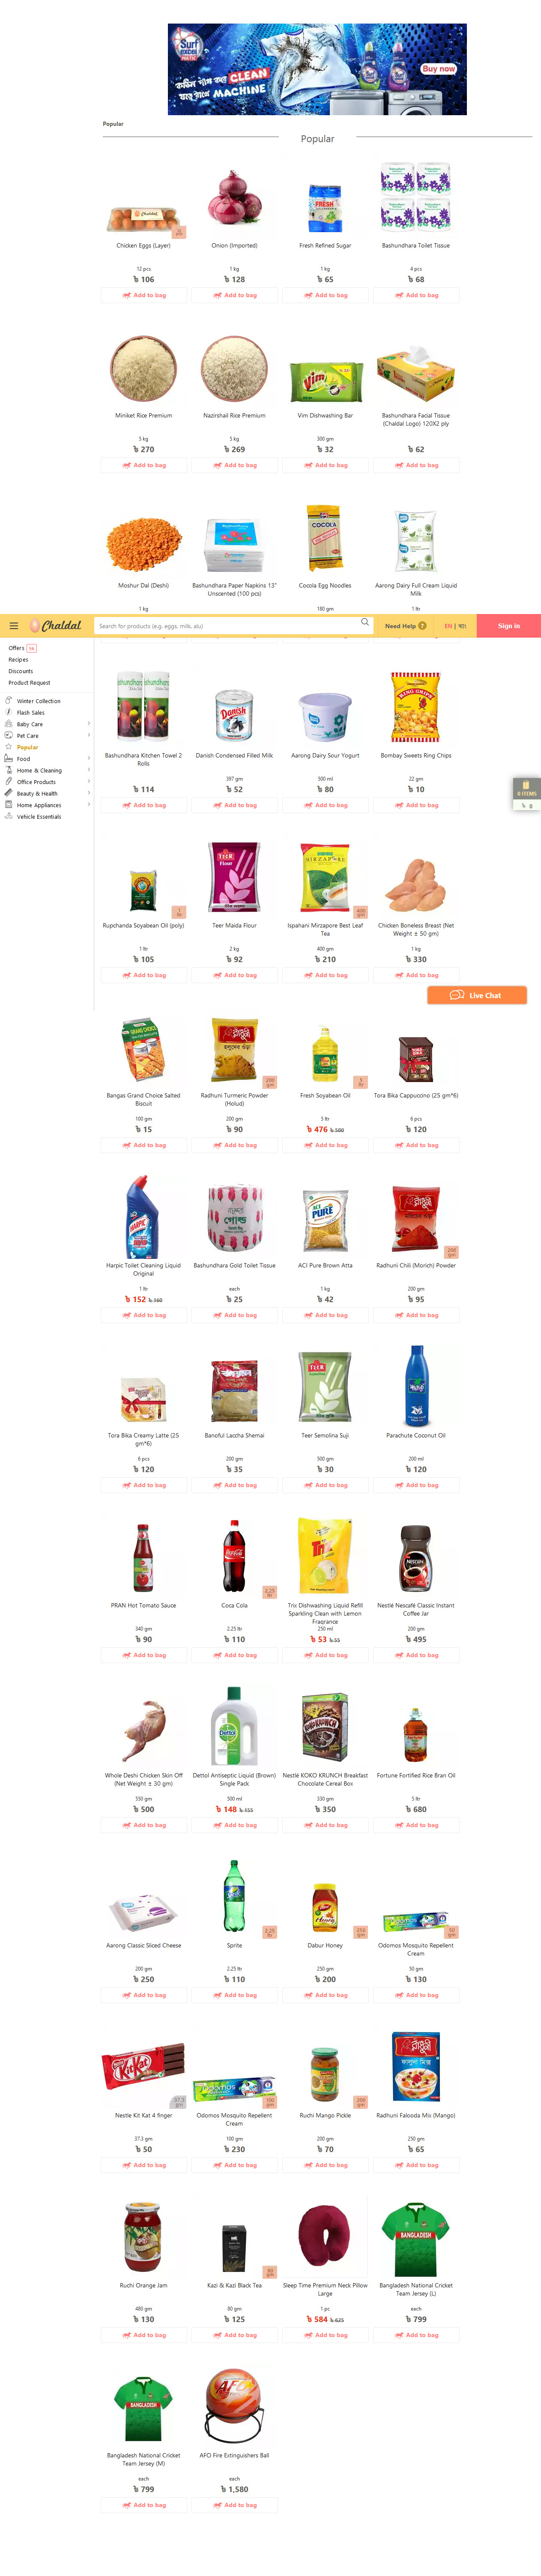 Surf excel
MATIC
কঠিন দাগ হবে CLEAN
MACHINE
Buy now
Popular
Popular
Chicken Eggs (Layer)
Onion (Imported)
Fresh Refined Sugar
Bashundhara Toilet Tissue
12 pcs
1 kg
1 kg
4 pcs
৳ 106
৳ 128
৳ 65
৳ 68
Add to bag
Add to bag
Add to bag
Add to bag
Miniket Rice Premium
Nazirshail Rice Premium
Vim Dishwashing Bar
Bashundhara Facial Tissue
(Chaldal Logo) 120X2 ply
5 kg
5 kg
300 gm
৳ 270
৳ 269
৳ 32
৳ 62
Add to bag
Add to bag
Add to bag
Add to bag
Moshur Dal (Deshi)
Bashundhara Paper Napkins 13"
Unscented (100 pcs)
Cocola Egg Noodles
Aarong Dairy Full Cream Liquid
Milk
1 kg
180 gm
1 ltr
Chaldal
Search for products (e.g. eggs, milk, alu)
Need Help ?
EN | বাং
Sign in
Offers
Recipes
Discounts
Product Request
Winter Collection
Flash Sales
Baby Care
Pet Care
Popular
Food
Home & Cleaning
Office Products
Beauty & Health
Home Appliances
Vehicle Essentials
Bashundhara Kitchen Towel 2
Rolls
Danish Condensed Filled Milk
Aarong Dairy Sour Yogurt
Bombay Sweets Ring Chips
397 gm
500 ml
22 gm
৳ 114
৳ 52
৳ 80
৳ 10
Add to bag
Add to bag
Add to bag
Add to bag
0 ITEMS
৳ 0
Rupchanda Soyabean Oil (poly)
Teer Maida Flour
Ispahani Mirzapore Best Leaf
Tea
Chicken Boneless Breast (Net
Weight ± 50 gm)
1 ltr
2 kg
400 gm
1 kg
৳ 105
৳ 92
৳ 210
৳ 330
Add to bag
Add to bag
Add to bag
Add to bag
Live Chat
Bangas Grand Choice Salted
Biscuit
Radhuni Turmeric Powder
(Holud)
Fresh Soyabean Oil
Tora Bika Cappuccino (25 gm*6)
100 gm
200 gm
5 ltr
6 pcs
৳ 15
৳ 90
৳ 476 ৳ 500
৳ 120
Add to bag
Add to bag
Add to bag
Add to bag
Harpic Toilet Cleaning Liquid
Original
Bashundhara Gold Toilet Tissue
ACI Pure Brown Atta
Radhuni Chili (Morich) Powder
1 ltr
each
1 kg
200 gm
৳ 152 ৳ 160
৳ 25
৳ 42
৳ 95
Add to bag
Add to bag
Add to bag
Add to bag
Tora Bika Creamy Latte (25
gm*6)
Banoful Laccha Shemai
Teer Semolina Suji
Parachute Coconut Oil
6 pcs
200 gm
500 gm
200 ml
৳ 120
৳ 35
৳ 30
৳ 120
Add to bag
Add to bag
Add to bag
Add to bag
PRAN Hot Tomato Sauce
Coca Cola
Trix Dishwashing Liquid Refill
Sparkling Clean with Lemon
Fragrance
Nestlé Nescafé Classic Instant
Coffee Jar
340 gm
2.25 ltr
250 ml
200 gm
৳ 90
৳ 110
৳ 53 ৳ 55
৳ 495
Add to bag
Add to bag
Add to bag
Add to bag
Whole Deshi Chicken Skin Off
(Net Weight ± 30 gm)
Dettol Antiseptic Liquid (Brown)
Single Pack
Nestlé KOKO KRUNCH Breakfast
Chocolate Cereal Box
Fortune Fortified Rice Bran Oil
550 gm
500 ml
330 gm
5 ltr
৳ 500
৳ 148 ৳ 155
৳ 350
৳ 680
Add to bag
Add to bag
Add to bag
Add to bag
Aarong Classic Sliced Cheese
Sprite
Dabur Honey
Odomos Mosquito Repellent
Cream
200 gm
2.25 ltr
250 gm
50 gm
৳ 250
৳ 110
৳ 200
৳ 130
Add to bag
Add to bag
Add to bag
Add to bag
Nestle Kit Kat 4 finger
Odomos Mosquito Repellent
Cream
Ruchi Mango Pickle
Radhuni Falooda Mix (Mango)
37.3 gm
100 gm
200 gm
250 gm
৳ 50
৳ 230
৳ 70
৳ 65
Add to bag
Add to bag
Add to bag
Add to bag
Ruchi Orange Jam
Kazi & Kazi Black Tea
Sleep Time Premium Neck Pillow
Large
Bangladesh National Cricket
Team Jersey (L)
480 gm
80 gm
1 pc
each
৳ 130
৳ 125
৳ 584 ৳ 625
৳ 799
Add to bag
Add to bag
Add to bag
Add to bag
Bangladesh National Cricket
Team Jersey (M)
AFO Fire Extinguishers Ball
each
each
৳ 799
৳ 1,580
Add to bag
Add to bag